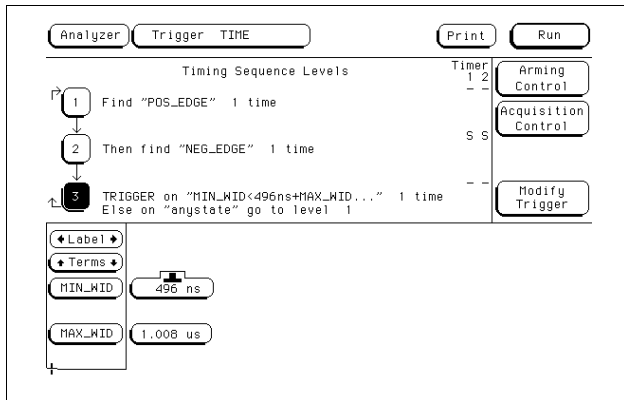 Analyzer Trigger TIME Print Run
Timing Sequence Levels
Timer
1 2
Arming
Control
- -
1 Find "POS_EDGE" 1 time
Acquisition
Control
S S
2 Then find "NEG_EDGE" 1 time
- -
3 TRIGGER on "MIN_WID<496ns+MAX_WID..." 1 time
Else on "anystate" go to level 1
Modify
Trigger
Label
Terms
MIN_WID 496 ns
MAX_WID 1.008 us